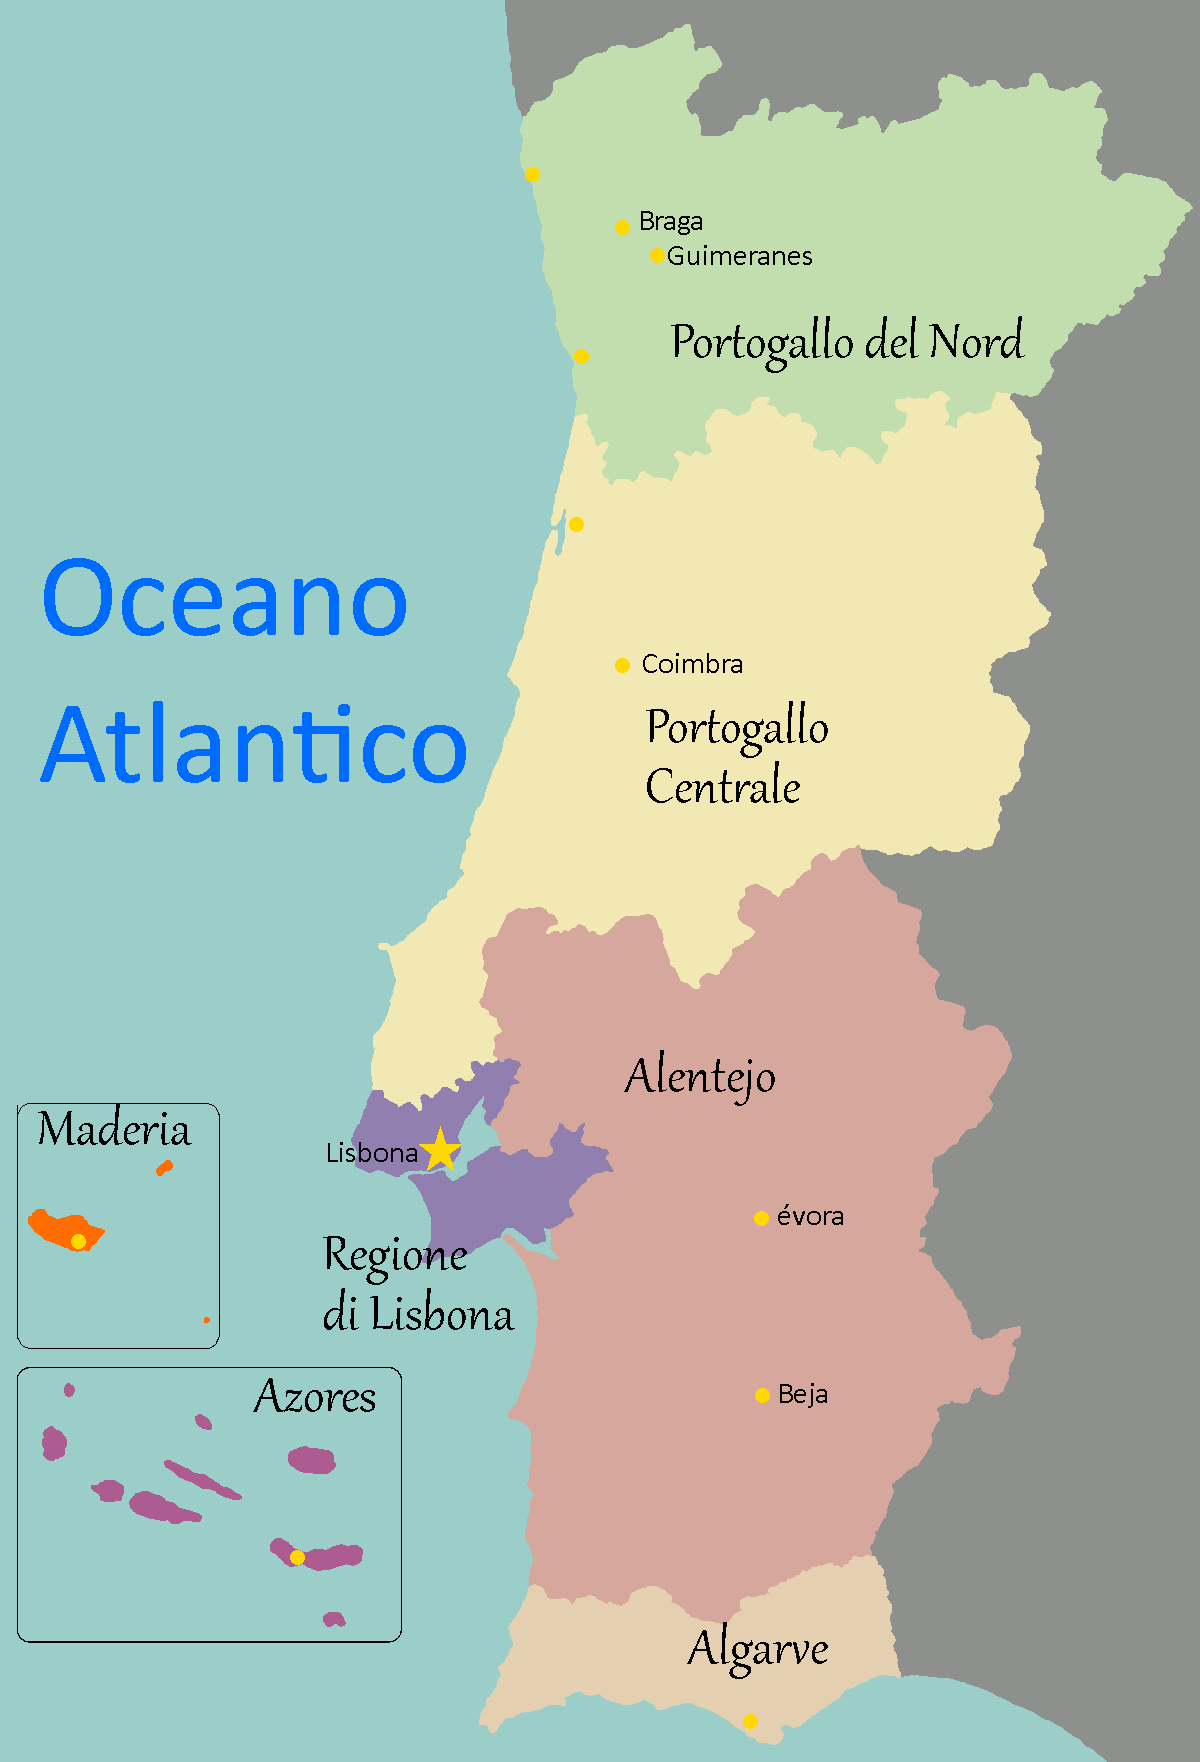 Braga
Guimeranes
Portogallo del Nord
Oceano
Atlantico
Coimbra
Portogallo
Centrale
Alentejo
Maderia
Lisbona
évora
Regione
di Lisbona
Azores
Beja
Algarve